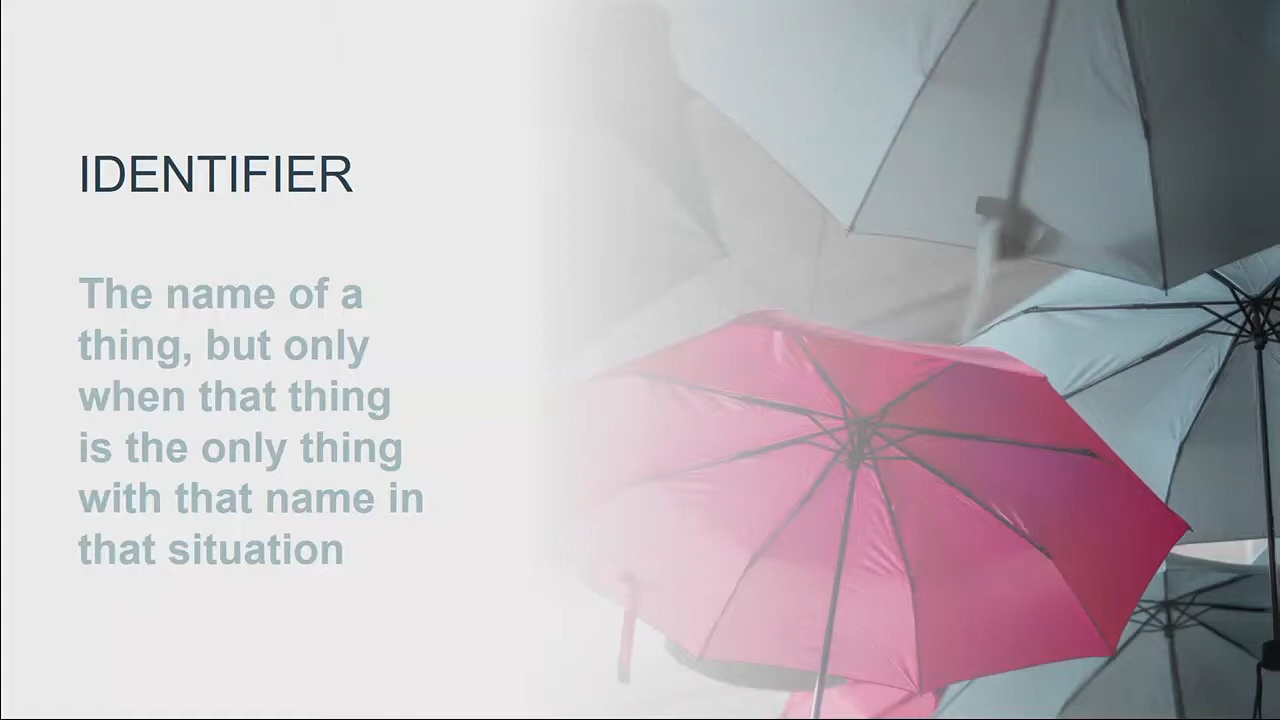 IDENTIFIER
The name of a
thing, but only
when that thing
is the only thing
with that name in
that situation